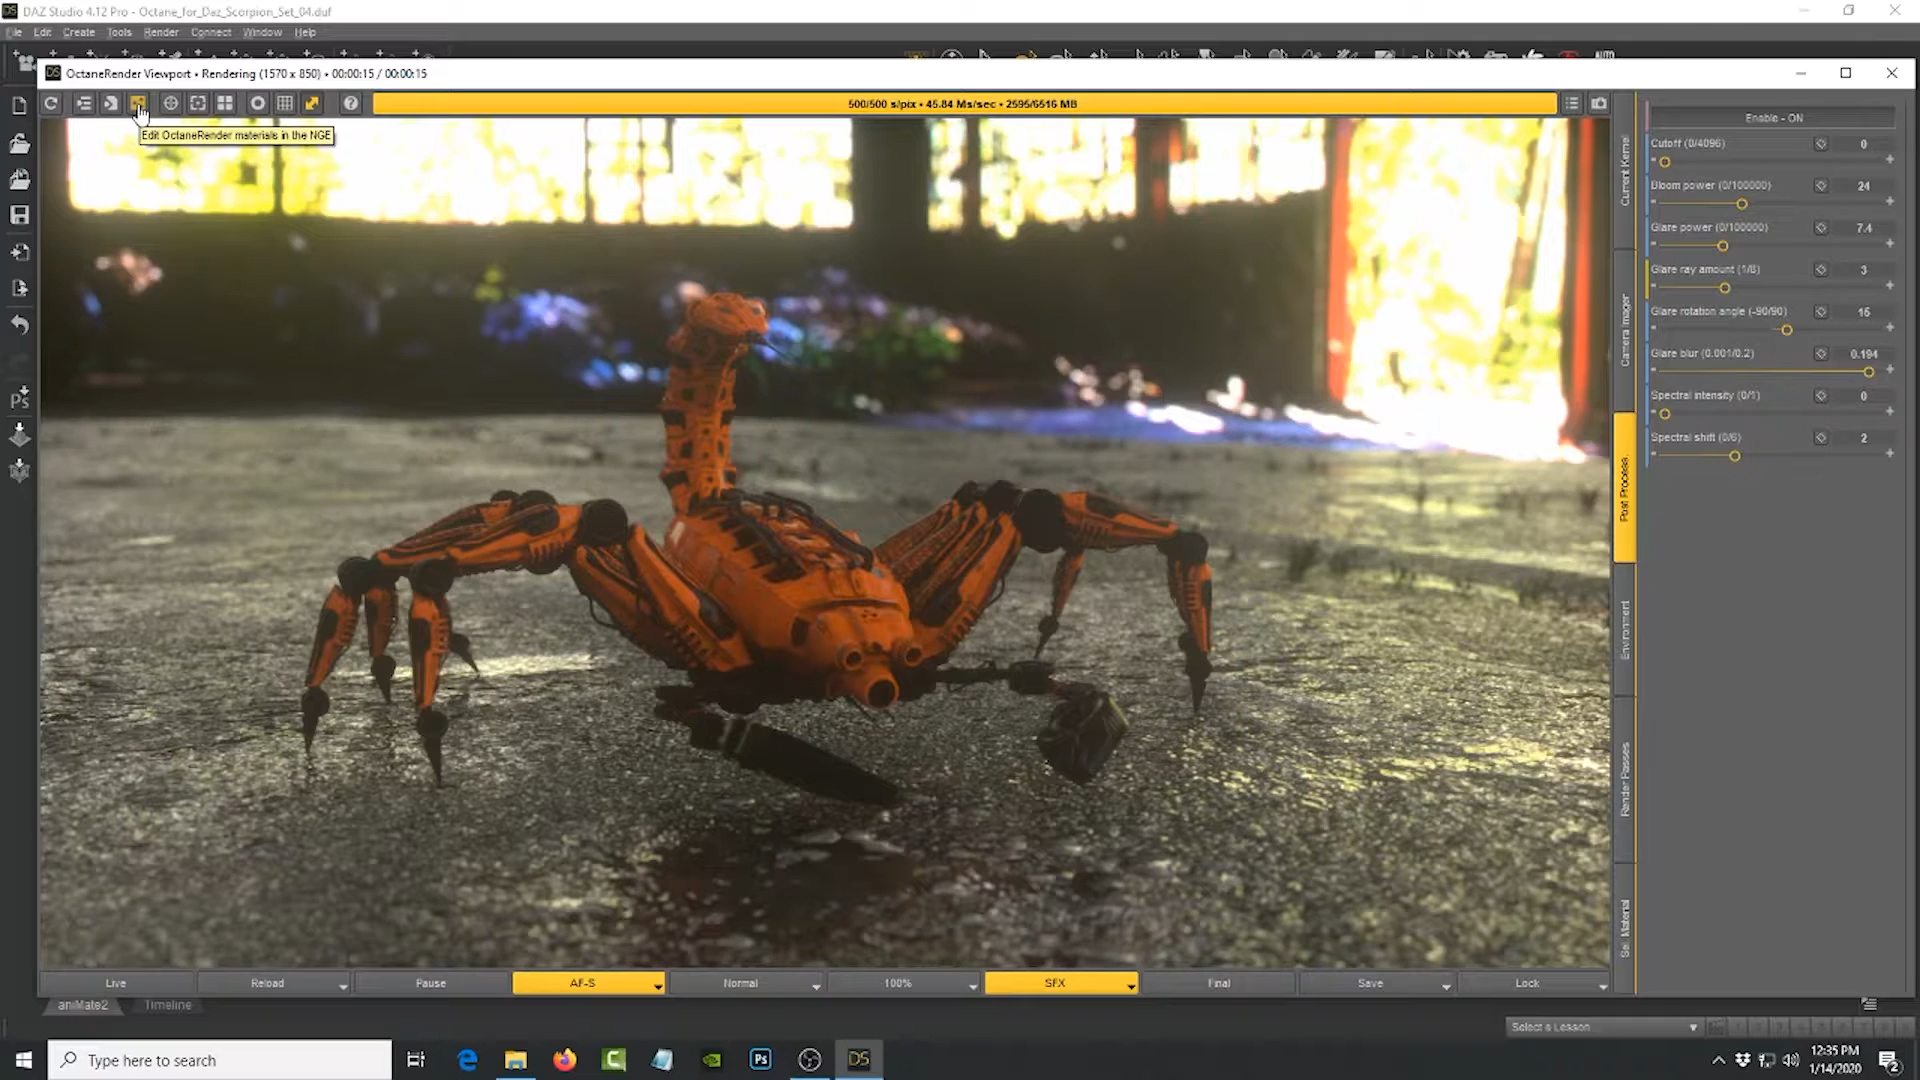 DAZ Studio 4.12 Pro - Octane_for_Daz_Scorpion_Set_04.duf
File Edit Create Tools Render Connect Window Help
AUTO
OctaneRender Viewport • Rendering (1570 x 850) • 00:00:15 / 00:00:15
500/500 s/pix • 45.84 Ms/sec • 2595/6516 MB
Edit OctaneRender materials in the NGE
Enable - ON
Cutoff (0/4096) 0
Bloom power (0/100000) 24
Glare power (0/100000) 7.4
Glare ray amount (1/8) 3
Glare rotation angle (-90/90) 15
Glare blur (0.001/0.2) 0.194
Spectral intensity (0/1) 0
Spectral shift (0/6) 2
Current Kernel
Camera Imager
Post Process.
Environment
Render Passes
Sel. Material
Ps
Live Reload Pause AF-S Normal 100% SFX Final Save Lock
aniMate2 Timeline
Select a Lesson
Type here to search
Ps
DS
12:35 PM
1/14/2020
2